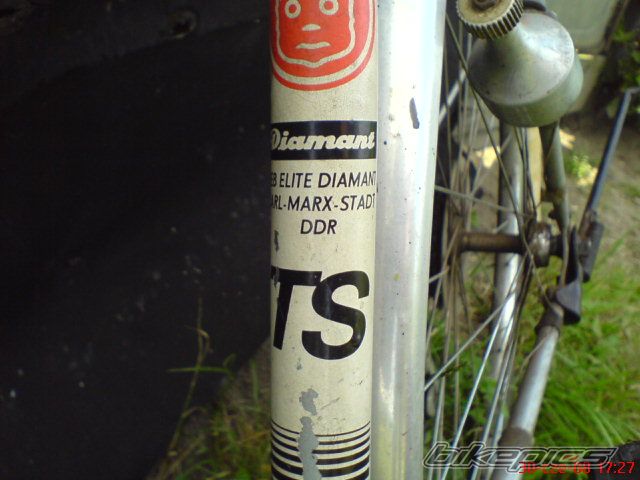 Diamant
EB ELITE DIAMANT
ARL-MARX-STADT
DDR
TS
bikepics
17:27